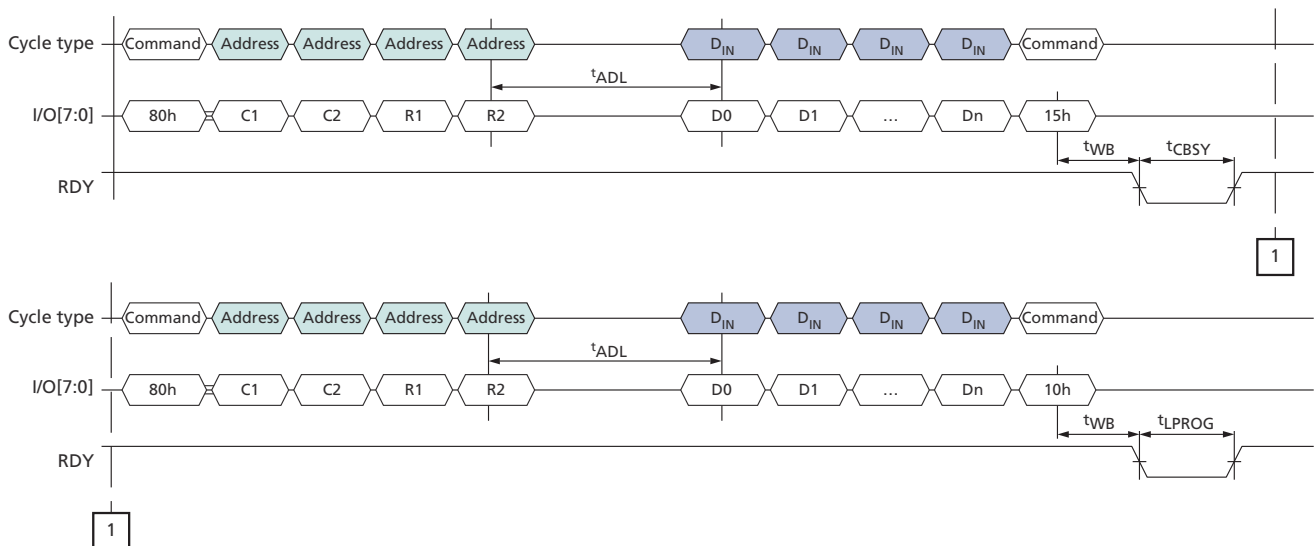 Cycle type Command Address Address Address Address DIN DIN DIN DIN Command
tADL
I/O[7:0] 80h C1 C2 R1 R2 D0 D1 … Dn 15h
tWB tCBSY
RDY
1
Cycle type Command Address Address Address Address DIN DIN DIN DIN Command
tADL
I/O[7:0] 80h C1 C2 R1 R2 D0 D1 … Dn 10h
tWB tLPROG
RDY
1